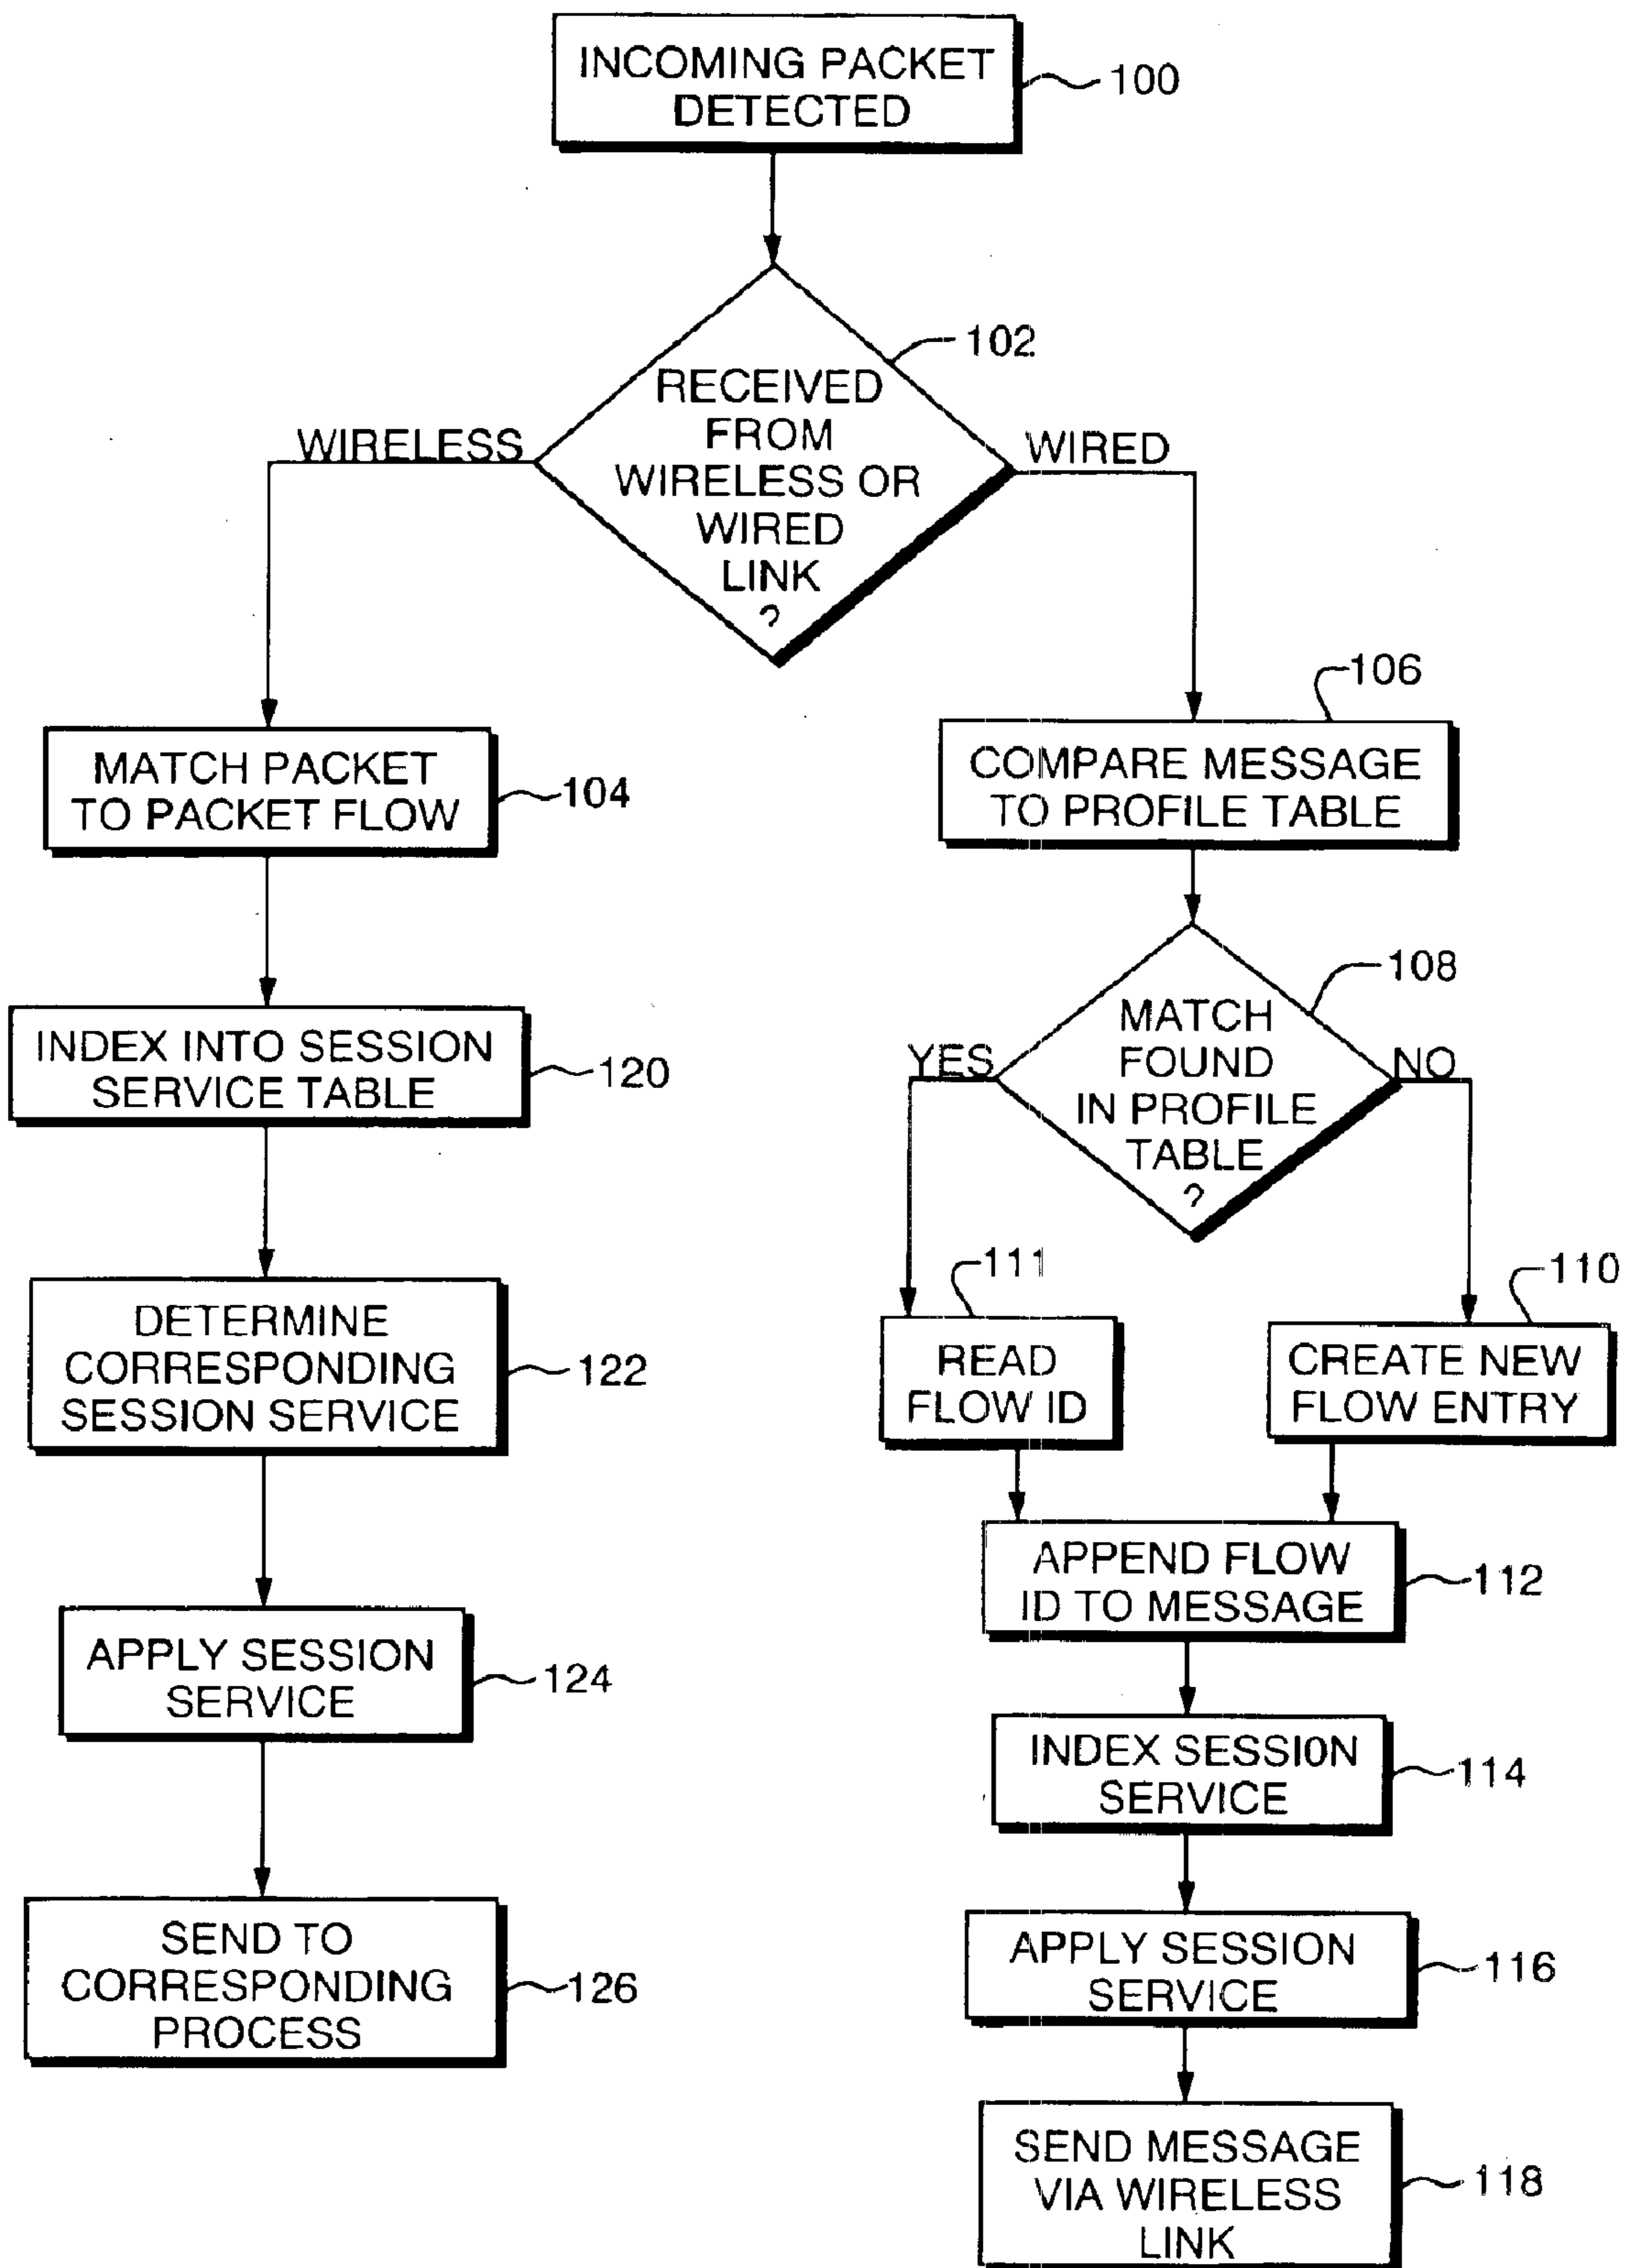 INCOMING PACKET
DETECTED
100
102
RECEIVED
FROM
WIRELESS OR
WIRED
LINK
?
WIRELESS
WIRED
MATCH PACKET
TO PACKET FLOW
104
INDEX INTO SESSION
SERVICE TABLE
120
DETERMINE
CORRESPONDING
SESSION SERVICE
122
APPLY SESSION
SERVICE
124
SEND TO
CORRESPONDING
PROCESS
126
106
COMPARE MESSAGE
TO PROFILE TABLE
108
MATCH
FOUND
IN PROFILE
TABLE
?
YES
NO
111
READ
FLOW ID
110
CREATE NEW
FLOW ENTRY
APPEND FLOW
ID TO MESSAGE
112
INDEX SESSION
SERVICE
114
APPLY SESSION
SERVICE
116
SEND MESSAGE
VIA WIRELESS
LINK
118